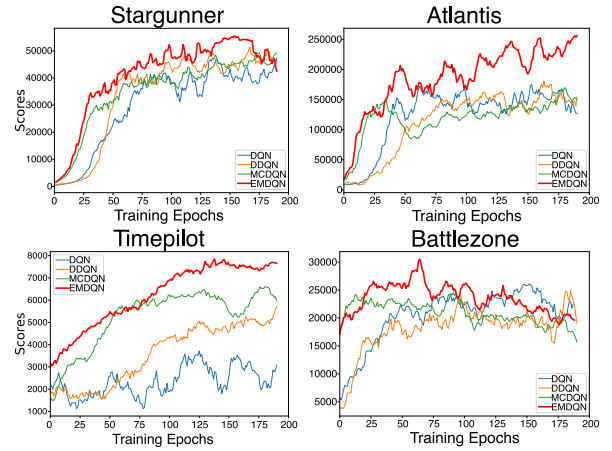 Stargunner
Scores
50000
40000
30000
20000
10000
0
0 25 50 75 100 125 150 175 200
Training Epochs
DQN
DDQN
MCDQN
EMDQN
Atlantis
250000
200000
150000
100000
50000
0
0 25 50 75 100 125 150 175 200
Training Epochs
DQN
DDQN
MCDQN
EMDQN
Timepilot
Scores
8000
7000
6000
5000
4000
3000
2000
1000
0 25 50 75 100 125 150 175 200
Training Epochs
DQN
DDQN
MCDQN
EMDQN
Battlezone
30000
25000
20000
15000
10000
5000
0 25 50 75 100 125 150 175 200
Training Epochs
DQN
DDQN
MCDQN
EMDQN